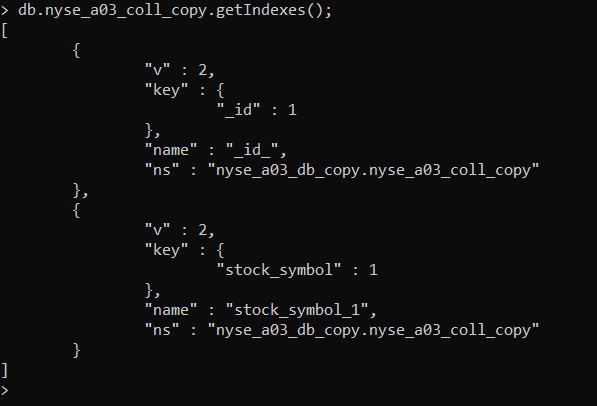 > db.nyse_a03_coll_copy.getIndexes();
[
        {
                "v" : 2,
                "key" : {
                        "_id" : 1
                },
                "name" : "_id_",
                "ns" : "nyse_a03_db_copy.nyse_a03_coll_copy"
        },
        {
                "v" : 2,
                "key" : {
                        "stock_symbol" : 1
                },
                "name" : "stock_symbol_1",
                "ns" : "nyse_a03_db_copy.nyse_a03_coll_copy"
        }
]
>